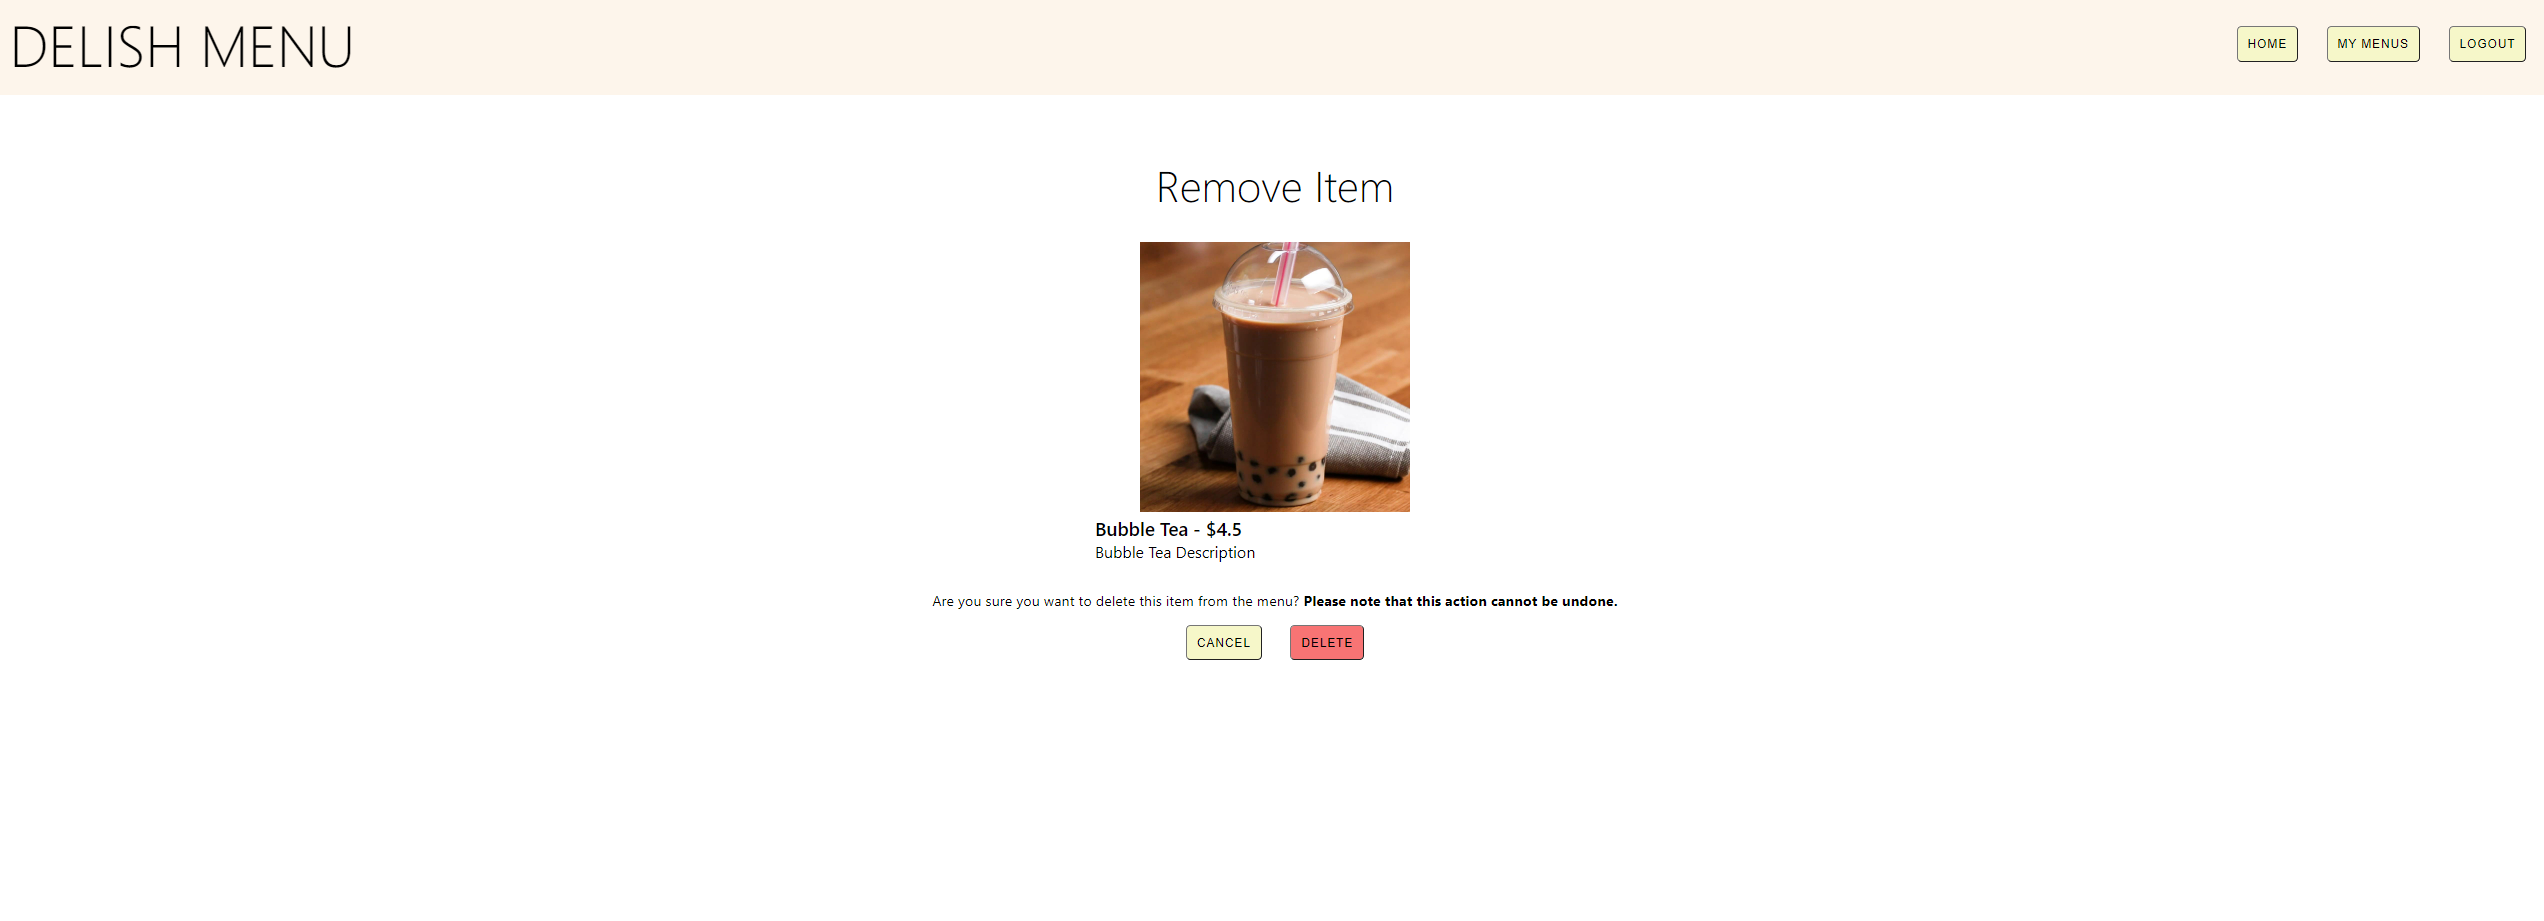 DELISH MENU
HOME MY MENUS LOGOUT
Remove Item
Bubble Tea - $4.5
Bubble Tea Description
Are you sure you want to delete this item from the menu? Please note that this action cannot be undone.
CANCEL DELETE